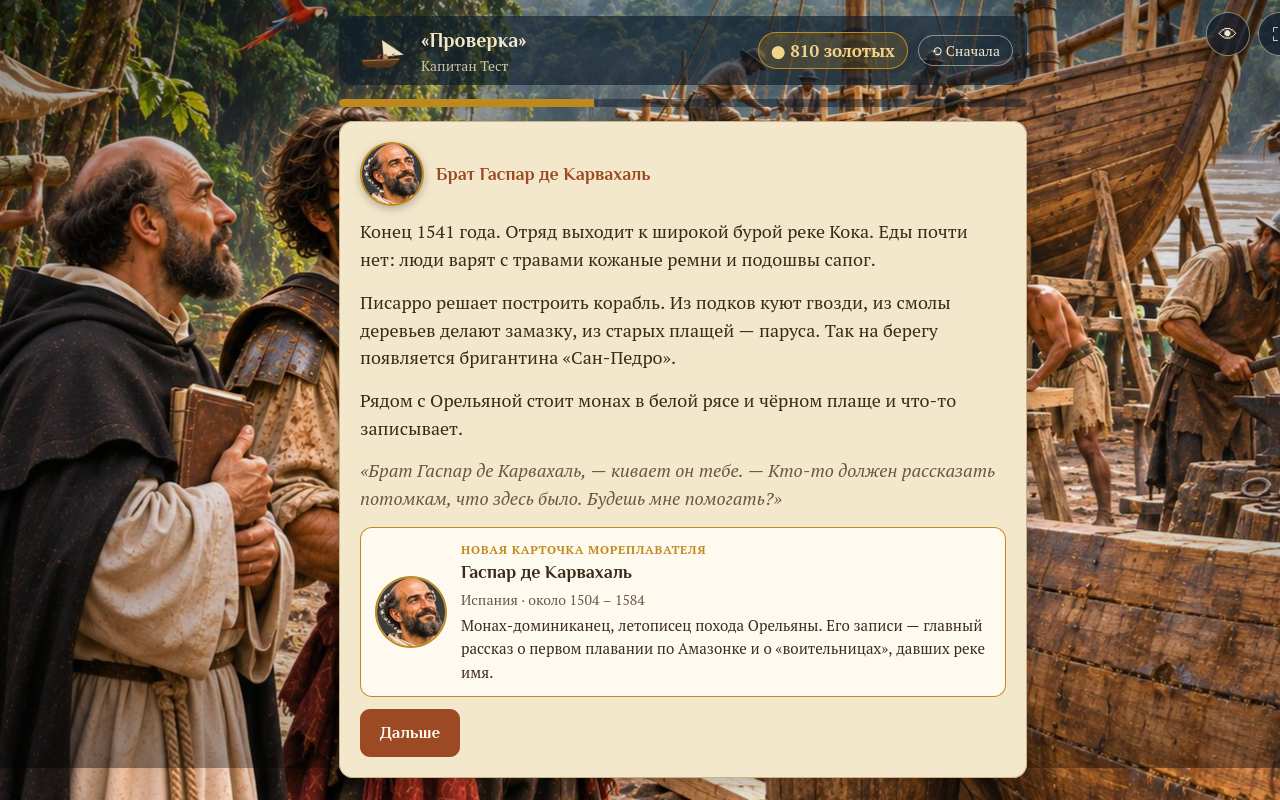 «Проверка»
Капитан Тест
810 золотых
⟲ Сначала
Брат Гаспар де Карвахаль
Конец 1541 года. Отряд выходит к широкой бурой реке Кока. Еды почти
нет: люди варят с травами кожаные ремни и подошвы сапог.
Писарро решает построить корабль. Из подков куют гвозди, из смолы
деревьев делают замазку, из старых плащей — паруса. Так на берегу
появляется бригантина «Сан-Педро».
Рядом с Орельяной стоит монах в белой рясе и чёрном плаще и что-то
записывает.
«Брат Гаспар де Карвахаль, — кивает он тебе. — Кто-то должен рассказать
потомкам, что здесь было. Будешь мне помогать?»
НОВАЯ КАРТОЧКА МОРЕПЛАВАТЕЛЯ
Гаспар де Карвахаль
Испания · около 1504 – 1584
Монах-доминиканец, летописец похода Орельяны. Его записи — главный
рассказ о первом плавании по Амазонке и о «воительницах», давших реке
имя.
Дальше